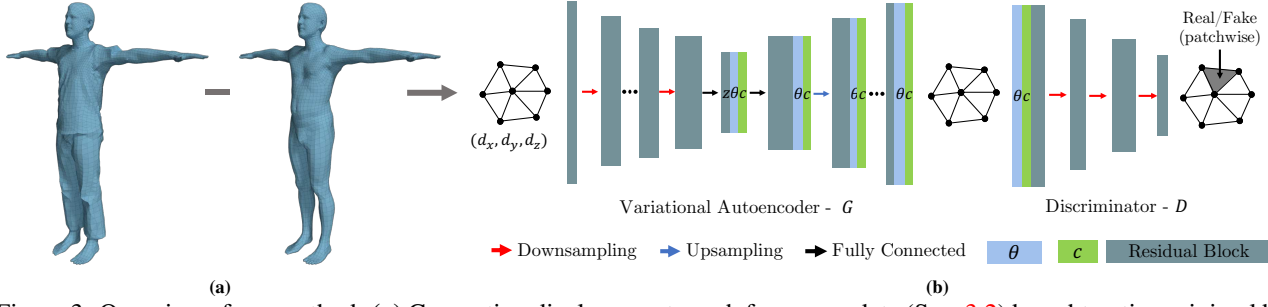 Real/Fake
(patchwise)
zθc
θc
θc
θc
θc
(d_x, d_y, d_z)
Variational Autoencoder - G
Discriminator - D
Downsampling
Upsampling
Fully Connected
θ
c
Residual Block
(a)
(b)